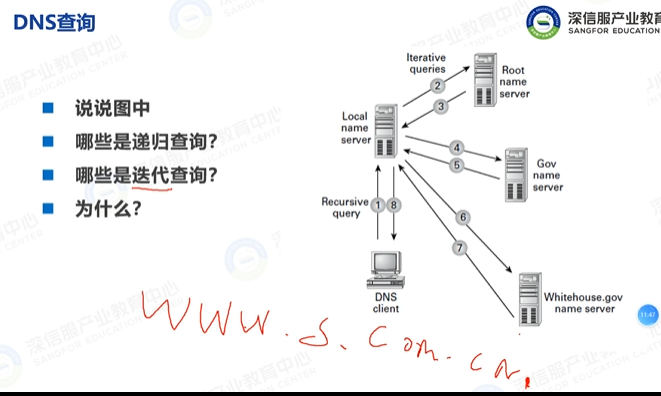 DNS查询
深信服产业教育
SANGFOR EDUCATION
说说图中
哪些是递归查询？
哪些是迭代查询？
为什么？
Iterative
queries
2
3
Root
name
server
Local
name
server
4
5
Gov
name
server
Recursive
query
1 8
6
7
DNS
client
Whitehouse.gov
name server
11:47
www.s.com.cn.